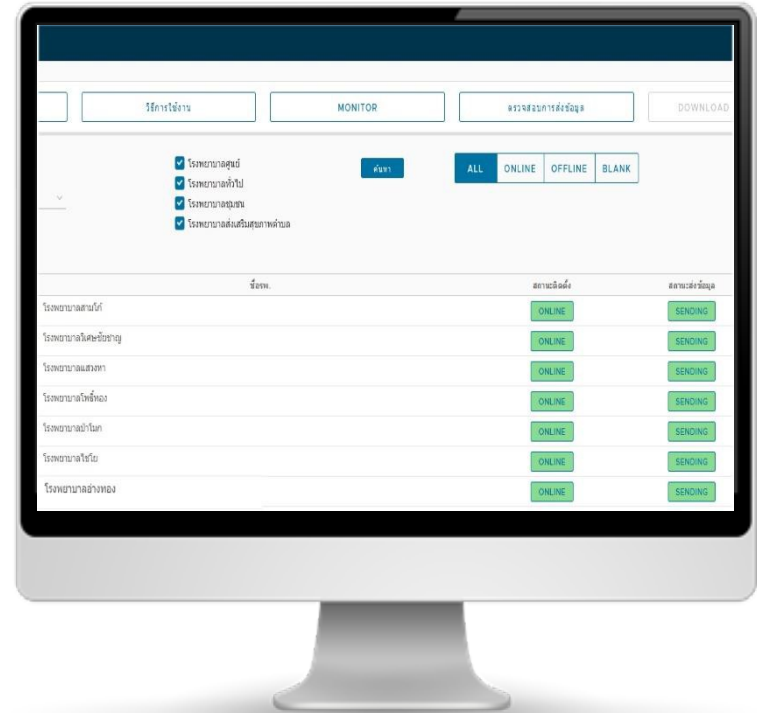 วิธีการใช้งาน MONITOR ตรวจสอบการส่งข้อมูล DOWNLOAD
โรงพยาบาลศูนย์ ค้นหา ALL ONLINE OFFLINE BLANK
โรงพยาบาลทั่วไป
โรงพยาบาลชุมชน
โรงพยาบาลส่งเสริมสุขภาพตำบล
ชื่อรพ. สถานะติดตั้ง สถานะส่งข้อมูล
โรงพยาบาลสามโก้ ONLINE SENDING
โรงพยาบาลวิเศษชัยชาญ ONLINE SENDING
โรงพยาบาลแสวงหา ONLINE SENDING
โรงพยาบาลโพธิ์ทอง ONLINE SENDING
โรงพยาบาลป่าโมก ONLINE SENDING
โรงพยาบาลไชโย ONLINE SENDING
โรงพยาบาลอ่างทอง ONLINE SENDING